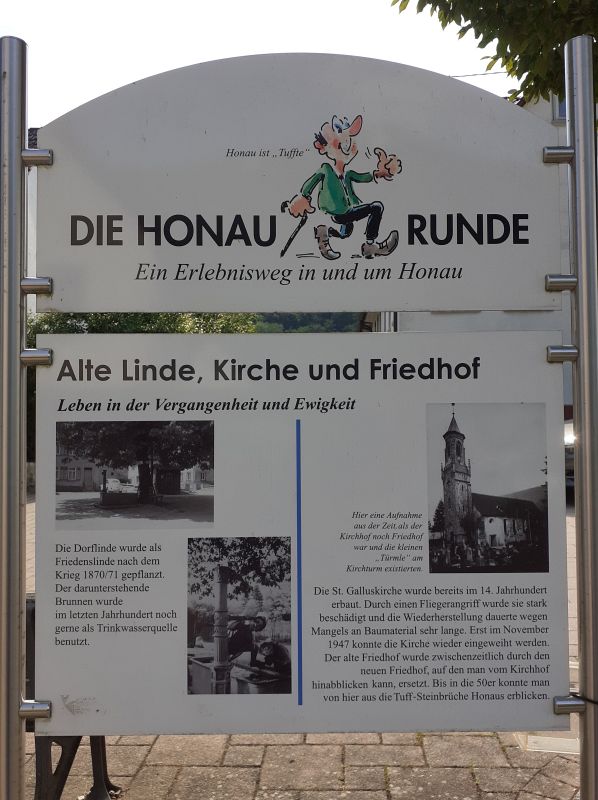 Honau ist „Tuffte“
DIE HONAU RUNDE
Ein Erlebnisweg in und um Honau
Alte Linde, Kirche und Friedhof
Leben in der Vergangenheit und Ewigkeit
Die Dorflinde wurde als
Friedenslinde nach dem
Krieg 1870/71 gepflanzt.
Der darunterstehende
Brunnen wurde
im letzten Jahrhundert noch
gerne als Trinkwasserquelle
benutzt.
Hier eine Aufnahme
aus der Zeit, als der
Kirchhof noch Friedhof
war und die kleinen
„Türmle“ am
Kirchturm existierten.
Die St. Galluskirche wurde bereits im 14. Jahrhundert
erbaut. Durch einen Fliegerangriff wurde sie stark
beschädigt und die Wiederherstellung dauerte wegen
Mangels an Baumaterial sehr lange. Erst im November
1947 konnte die Kirche wieder eingeweiht werden.
Der alte Friedhof wurde zwischenzeitlich durch den
neuen Friedhof, auf den man vom Kirchhof
hinabblicken kann, ersetzt. Bis in die 50er konnte man
von hier aus die Tuff-Steinbrüche Honaus erblicken.